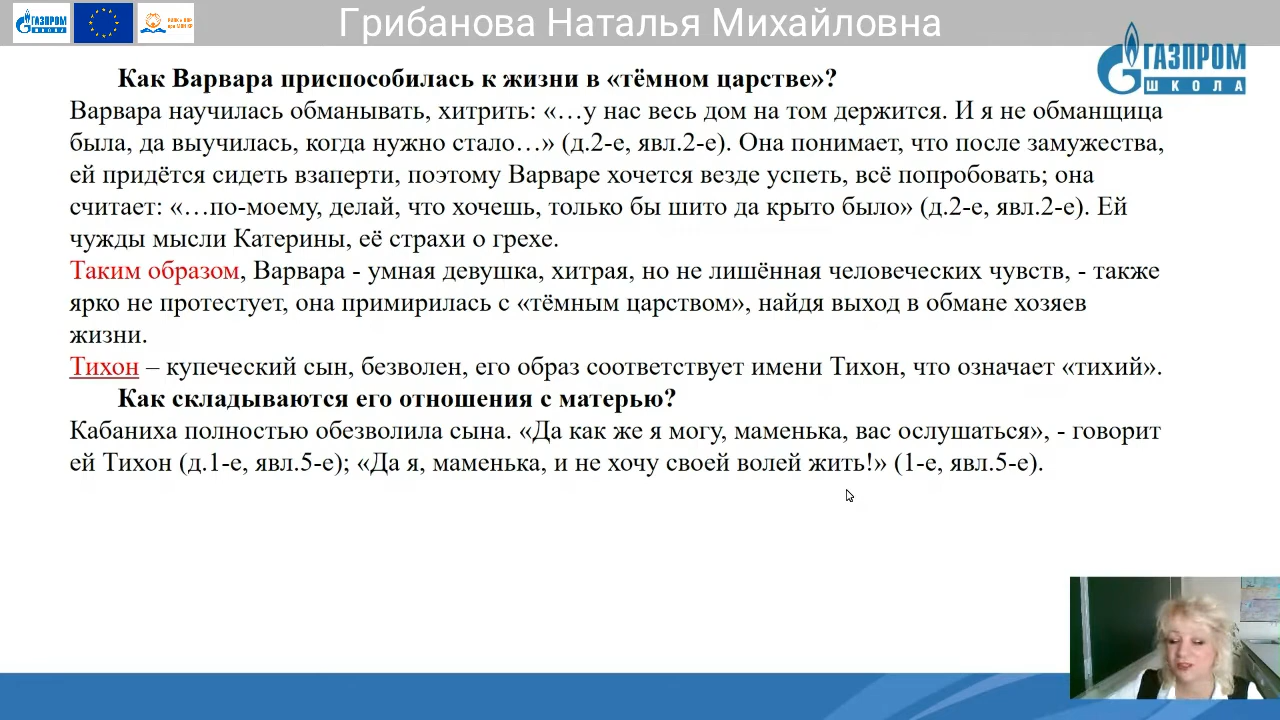 Грибанова Наталья Михайловна
ГАЗПРОМ
ШКОЛА
ГАЗПРОМ
ШКОЛА
Как Варвара приспособилась к жизни в «тёмном царстве»?
Варвара научилась обманывать, хитрить: «…у нас весь дом на том держится. И я не обманщица
была, да выучилась, когда нужно стало…» (д.2-е, явл.2-е). Она понимает, что после замужества,
ей придётся сидеть взаперти, поэтому Варваре хочется везде успеть, всё попробовать; она
считает: «…по-моему, делай, что хочешь, только бы шито да крыто было» (д.2-е, явл.2-е). Ей
чужды мысли Катерины, её страхи о грехе.
Таким образом, Варвара - умная девушка, хитрая, но не лишённая человеческих чувств, - также
ярко не протестует, она примирилась с «тёмным царством», найдя выход в обмане хозяев
жизни.
Тихон – купеческий сын, безволен, его образ соответствует имени Тихон, что означает «тихий».
Как складываются его отношения с матерью?
Кабаниха полностью обезволила сына. «Да как же я могу, маменька, вас ослушаться», - говорит
ей Тихон (д.1-е, явл.5-е); «Да я, маменька, и не хочу своей волей жить!» (1-е, явл.5-е).